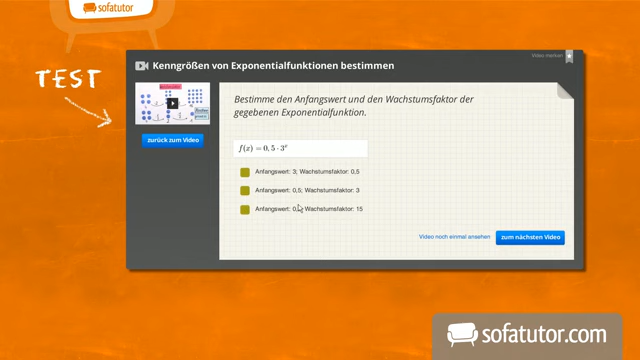 sofatutor
TEST
Video merken
Kenngrößen von Exponentialfunktionen bestimmen
Bestimme den Anfangswert und den Wachstumsfaktor der
gegebenen Exponentialfunktion.
zurück zum Video
f(x) = 0, 5 · 3ˣ
Anfangswert: 3; Wachstumsfaktor: 0,5
Anfangswert: 0,5; Wachstumsfaktor: 3
Anfangswert: Wachstumsfaktor: 15
Video noch einmal ansehen
zum nächsten Video
sofatutor.com